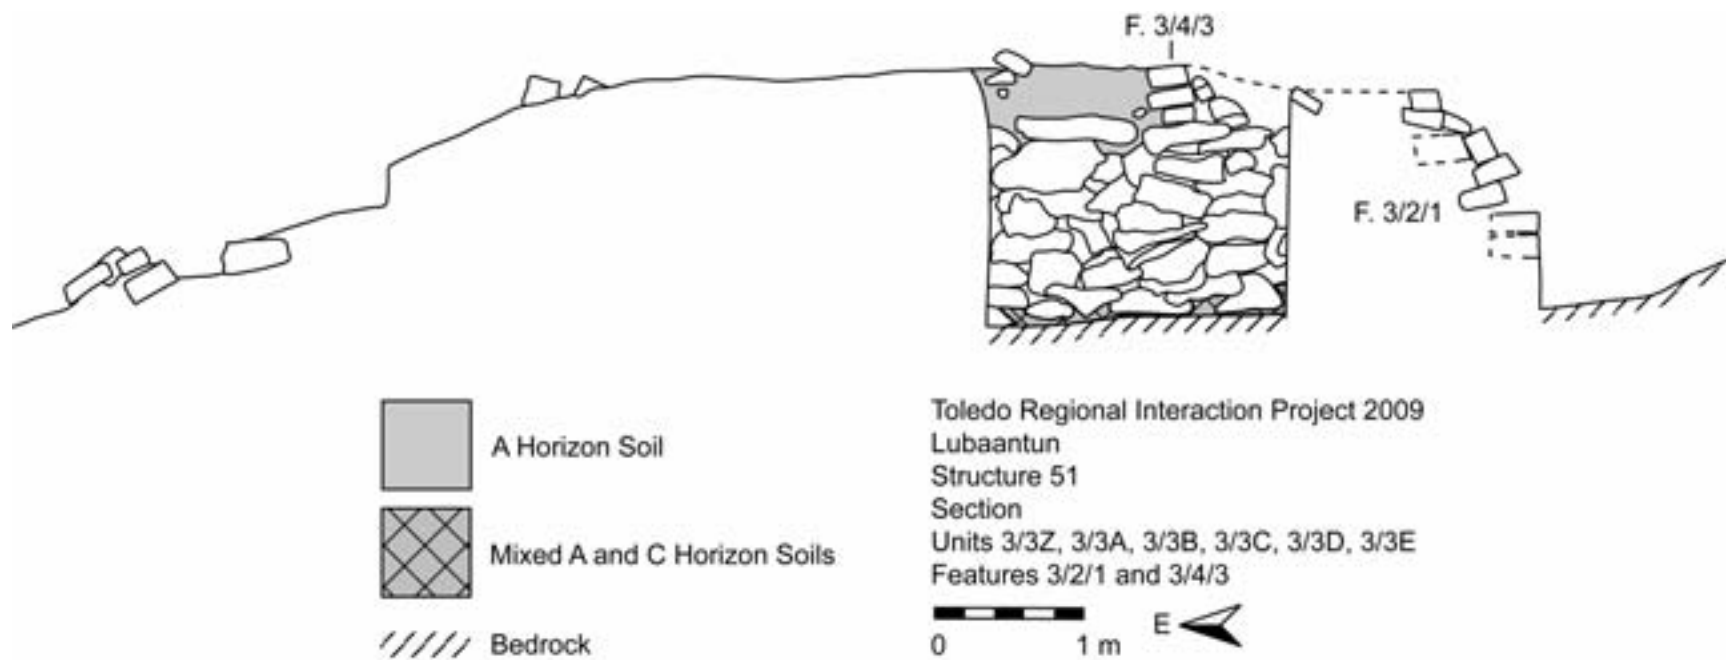 F. 3/4/3
F. 3/2/1
A Horizon Soil
Mixed A and C Horizon Soils
Bedrock
Toledo Regional Interaction Project 2009
Lubaantun
Structure 51
Section
Units 3/3Z, 3/3A, 3/3B, 3/3C, 3/3D, 3/3E
Features 3/2/1 and 3/4/3
E
0 1 m